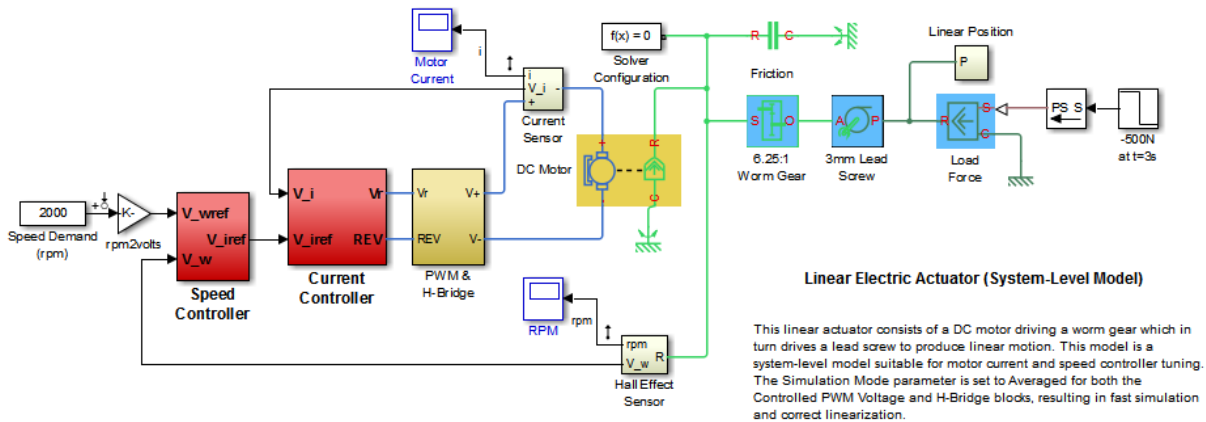 Motor
Current
i
i
V_i
-
+
Current
Sensor
f(x) = 0
Solver
Configuration
R
C
Friction
Linear Position
P
S
O
6.25:1
Worm Gear
A
P
3mm Lead
Screw
R
S
C
Load
Force
PS S
-500N
at t=3s
DC Motor
+
-
R
C
2000
Speed Demand
(rpm)
K-
rpm2volts
V_wref
V_iref
V_w
Speed
Controller
V_i
Vr
V_iref
REV
Current
Controller
Vr
V+
REV
V-
PWM &
H-Bridge
RPM
rpm
rpm
V_w
R
Hall Effect
Sensor
Linear Electric Actuator (System-Level Model)
This linear actuator consists of a DC motor driving a worm gear which in
turn drives a lead screw to produce linear motion. This model is a
system-level model suitable for motor current and speed controller tuning.
The Simulation Mode parameter is set to Averaged for both the
Controlled PWM Voltage and H-Bridge blocks, resulting in fast simulation
and correct linearization.